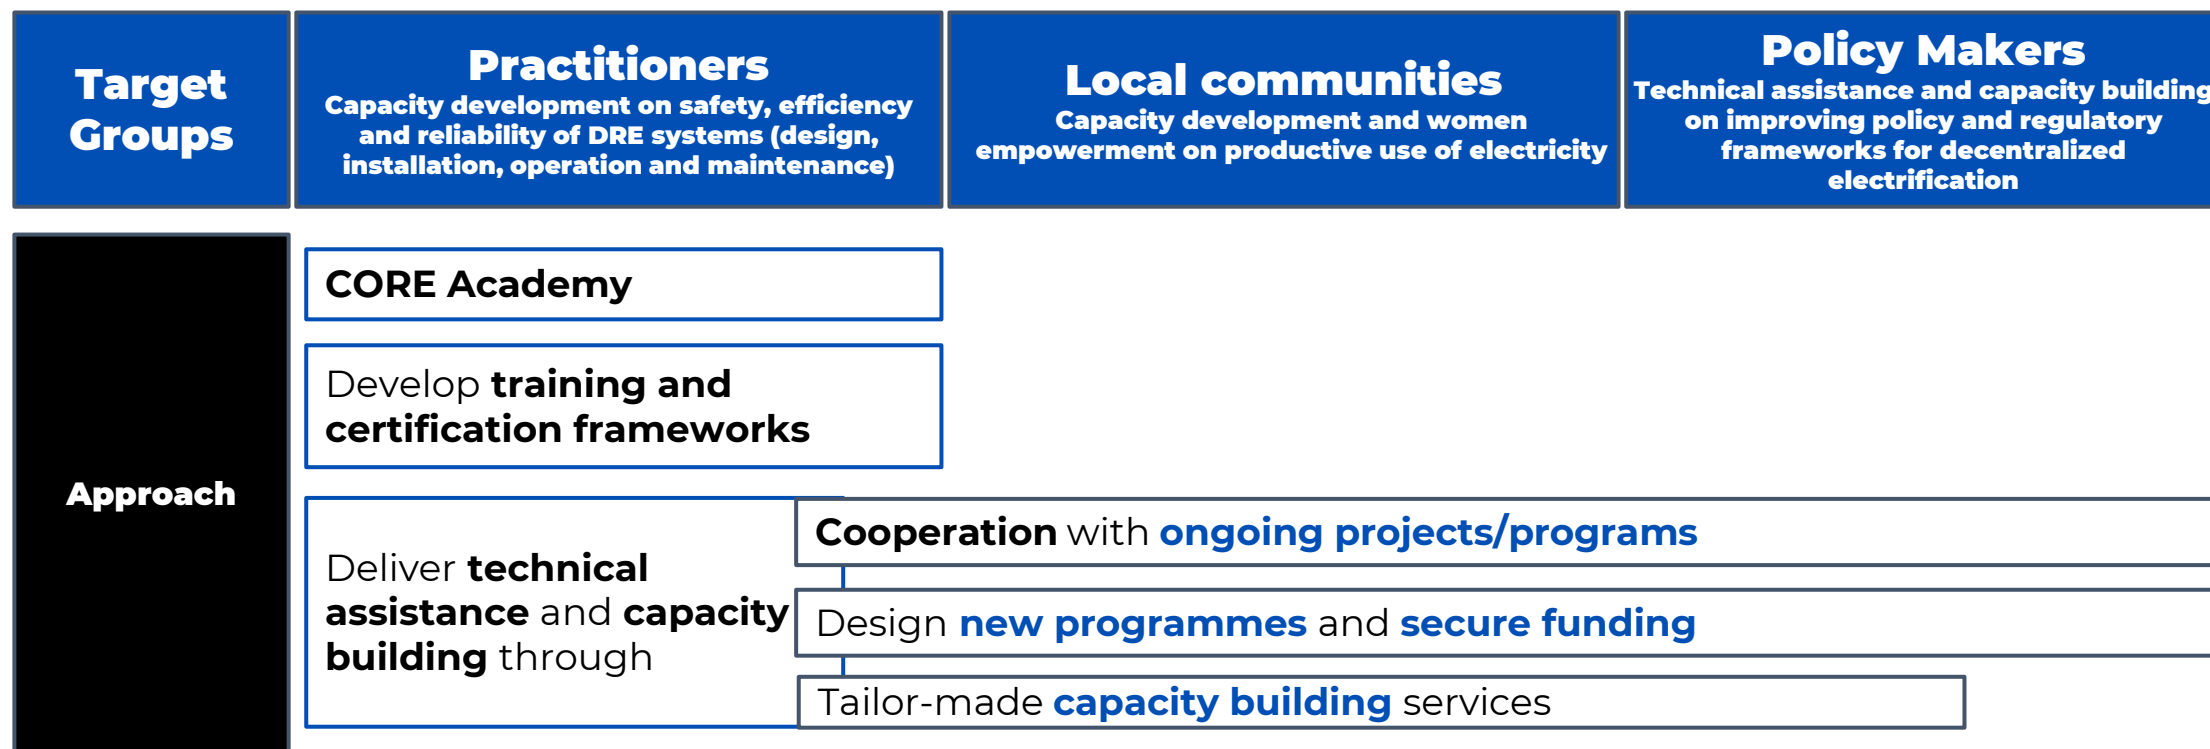 Target
Groups
Practitioners
Capacity development on safety, efficiency
and reliability of DRE systems (design,
installation, operation and maintenance)
Local communities
Capacity development and women
empowerment on productive use of electricity
Policy Makers
Technical assistance and capacity building
on improving policy and regulatory
frameworks for decentralized
electrification
Approach
CORE Academy
Develop training and
certification frameworks
Deliver technical
assistance and capacity
building through
Cooperation with ongoing projects/programs
Design new programmes and secure funding
Tailor-made capacity building services